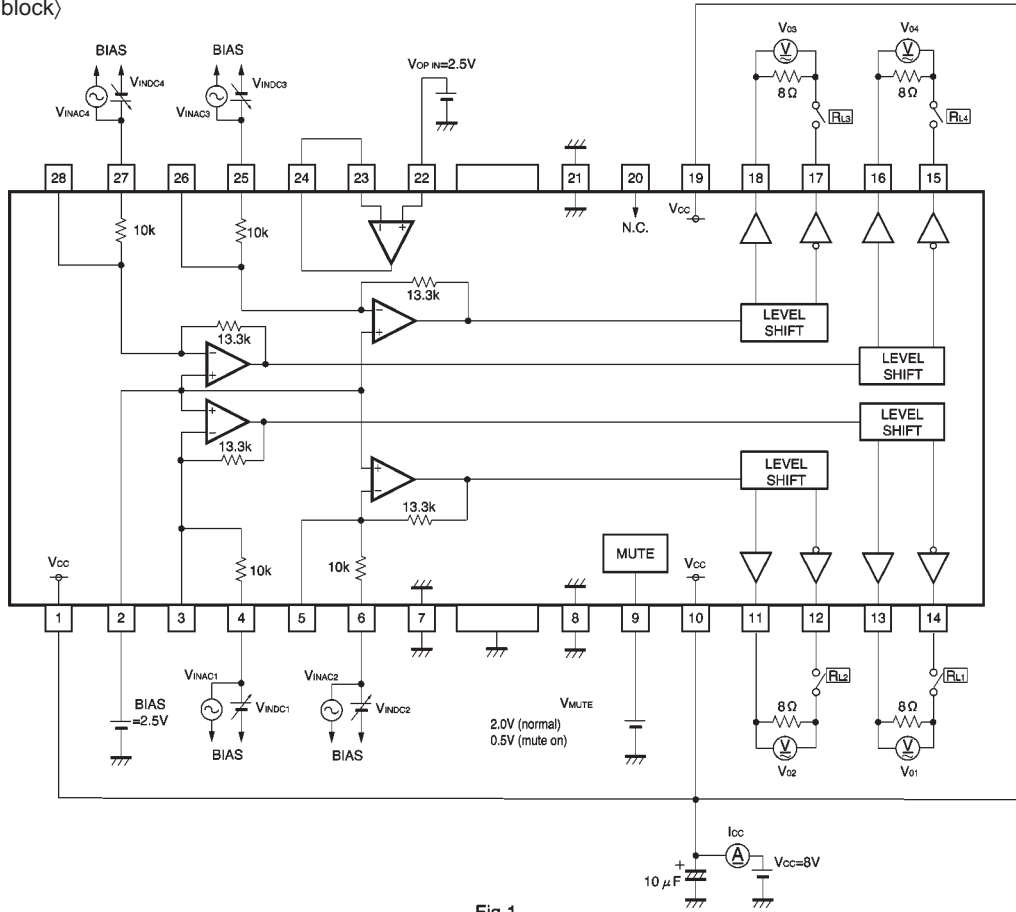 block〉
BIAS
BIAS
VINDC4
VINDC3
VINAC4
VINAC3
VOP IN=2.5V
V03
V04
8Ω
8Ω
RL3
RL4
28
27
26
25
24
23
22
21
20
19
18
17
16
15
10k
10k
− +
N.C.
VCC
13.3k
−
+
LEVEL
SHIFT
13.3k
−
+
LEVEL
SHIFT
+
−
LEVEL
SHIFT
13.3k
+
−
LEVEL
SHIFT
13.3k
10k
10k
VCC
MUTE
VCC
1
2
3
4
5
6
7
8
9
10
11
12
13
14
BIAS
=2.5V
VINAC1
VINDC1
BIAS
VINAC2
VINDC2
BIAS
VMUTE
2.0V (normal)
0.5V (mute on)
RL2
RL1
8Ω
8Ω
V
V
V02
V01
ICC
A
VCC=8V
+
10 μF
Fig.1